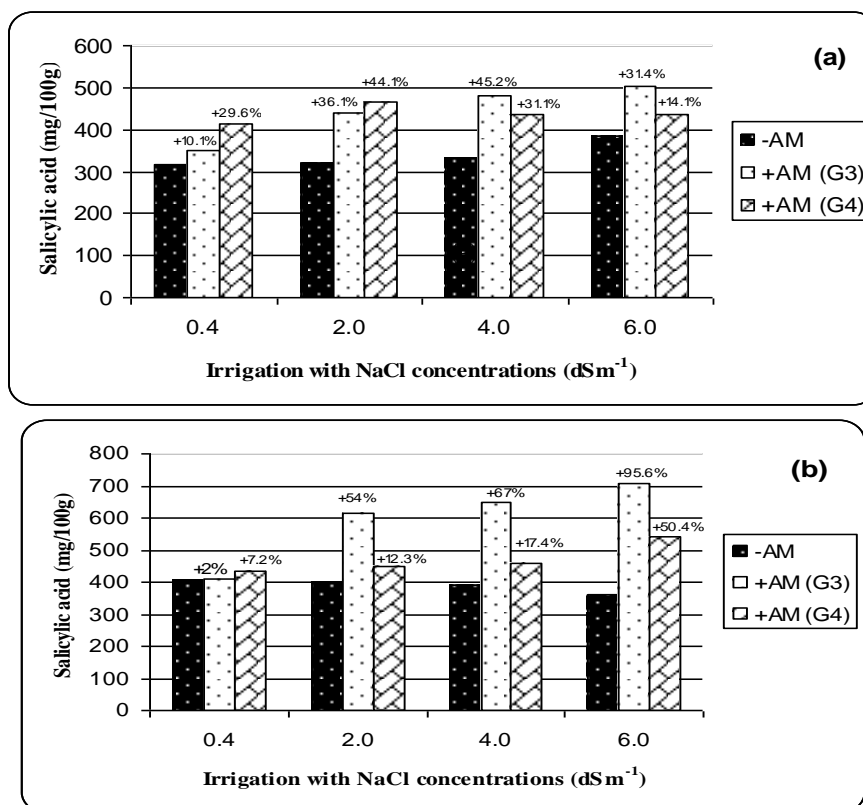 (a)
Salicylic acid (mg/100g)
600
500
400
300
200
100
0
+10.1%
+29.6%
+36.1%
+44.1%
+45.2%
+31.1%
+31.4%
+14.1%
-AM
+AM (G3)
+AM (G4)
0.4 2.0 4.0 6.0
Irrigation with NaCl concentrations (dSm⁻¹)
(b)
Salicylic acid (mg/100g)
800
700
600
500
400
300
200
100
0
+2%
+7.2%
+54%
+12.3%
+67%
+17.4%
+95.6%
+50.4%
-AM
+AM (G3)
+AM (G4)
0.4 2.0 4.0 6.0
Irrigation with NaCl concentrations (dSm⁻¹)